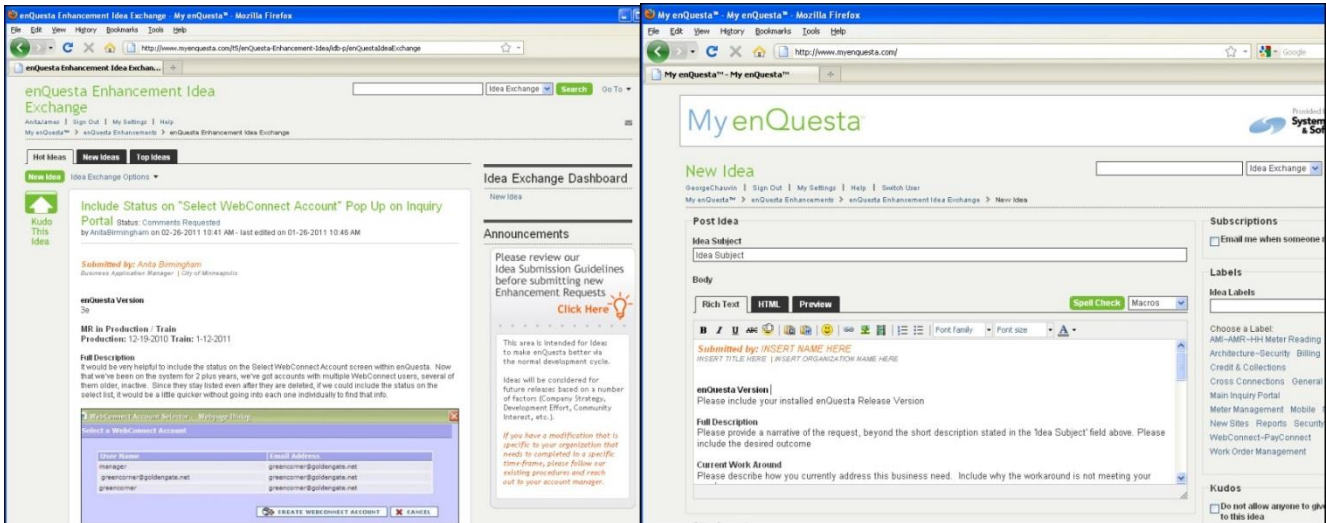 enQuesta Enhancement Idea Exchange - My enQuesta™ - Mozilla Firefox
File Edit View History Bookmarks Tools Help
http://www.myenquesta.com/t5/enQuesta-Enhancement-Idea/idb-p/enQuestaIdeaExchange
enQuesta Enhancement Idea Exchan...
enQuesta Enhancement Idea
Exchange
Idea Exchange Search Go To
AnitaJames | Sign Out | My Settings | Help
My enQuesta™ > enQuesta Enhancements > enQuesta Enhancement Idea Exchange
Hot Ideas New Ideas Top Ideas
New Idea Idea Exchange Options
Kudo
This
Idea
Include Status on "Select WebConnect Account" Pop Up on Inquiry
Portal Status: Comments Requested
by AnitaBirmingham on 02-26-2011 10:41 AM - last edited on 01-26-2011 10:46 AM
Submitted by: Anita Birmingham
Business Application Manager | City of Minneapolis
enQuesta Version
3e
MR in Production / Train
Production: 12-19-2010 Train: 1-12-2011
Full Description
It would be very helpful to include the status on the Select WebConnect Account screen within enQuesta. Now
that we've been on the system for 2 plus years, we've got accounts with multiple WebConnect users, several of
them older, inactive. Since they stay listed even after they are deleted, if we could include the status on the
select list, it would be a little quicker without going into each one individually to find that info.
WebConnect Account Selector -- Webpage Dialog
Select a WebConnect Account
User Name Email Address
manager greencorner@goldengate.net
greencorner@goldengate.net greencorner@goldengate.net
greencorner greencorner@goldengate.net
CREATE WEBCONNECT ACCOUNT CANCEL
Idea Exchange Dashboard
New Idea
Announcements
Please review our
Idea Submission Guidelines
before submitting new
Enhancement Requests
Click Here
This area is intended for Ideas
to make enQuesta better via
the normal development cycle.
Ideas will be considered for
future releases based on a number
of factors (Company Strategy,
Development Effort, Community
Interest, etc.).
If you have a modification that is
specific to your organization that
needs to completed in a specific
time-frame, please follow our
existing procedures and reach
out to your account manager.
My enQuesta™ - My enQuesta™ - Mozilla Firefox
File Edit View History Bookmarks Tools Help
http://www.myenquesta.com/
Google
My enQuesta™ - My enQuesta™
My enQuesta
Provided
System
& Sof
New Idea
Idea Exchange
GeorgeChauvin | Sign Out | My Settings | Help | Switch User
My enQuesta™ > enQuesta Enhancements > enQuesta Enhancement Idea Exchange > New Idea
Post Idea
Idea Subject
Idea Subject
Body
Rich Text HTML Preview
Spell Check Macros
B I U ABC Font family Font size A
Submitted by: INSERT NAME HERE
INSERT TITLE HERE | INSERT ORGANIZATION NAME HERE
enQuesta Version
Please include your installed enQuesta Release Version
Full Description
Please provide a narrative of the request, beyond the short description stated in the 'Idea Subject' field above. Please
include the desired outcome
Current Work Around
Please describe how you currently address this business need. Include why the workaround is not meeting your
Subscriptions
Email me when someone
Labels
Idea Labels
Choose a Label:
AMI-AMR-HH Meter Reading
Architecture-Security Billing
Credit & Collections
Cross Connections General
Main Inquiry Portal
Meter Management Mobile
New Sites Reports Security
WebConnect-PayConnect
Work Order Management
Kudos
Do not allow anyone to give
to this idea